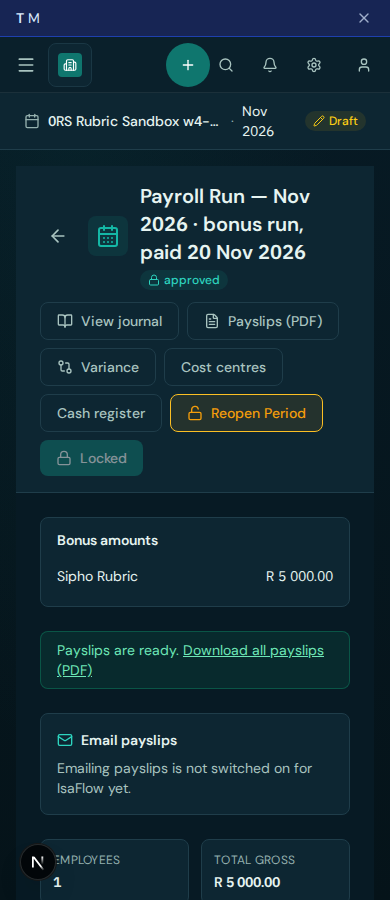 T M
0RS Rubric Sandbox w4-... · Nov 2026
Draft
Payroll Run — Nov
2026 · bonus run,
paid 20 Nov 2026
approved
View journal
Payslips (PDF)
Variance
Cost centres
Cash register
Reopen Period
Locked
Bonus amounts
Sipho Rubric R 5 000.00
Payslips are ready. Download all payslips
(PDF)
Email payslips
Emailing payslips is not switched on for
IsaFlow yet.
EMPLOYEES
1
TOTAL GROSS
R 5 000.00